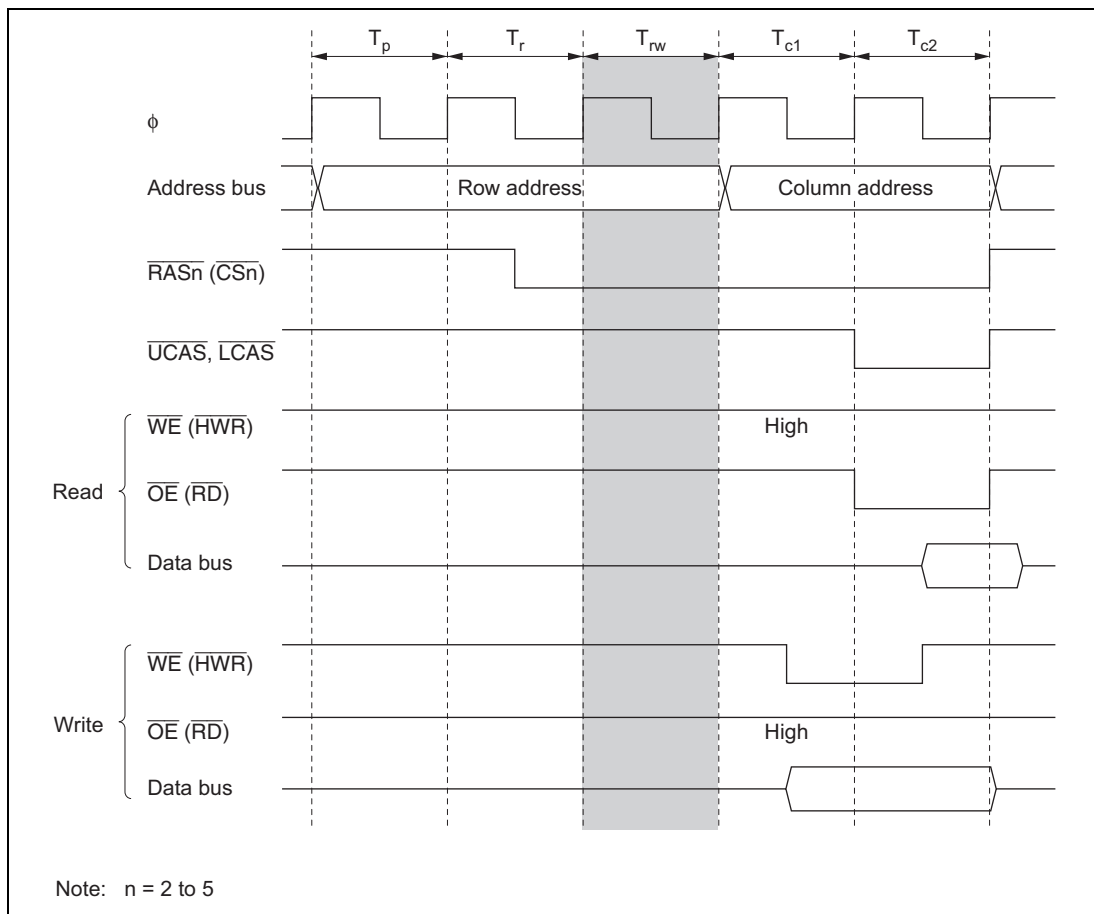 Tp Tr Trw Tc1 Tc2
φ
Address bus Row address Column address
RASn (CSn)
UCAS, LCAS
WE (HWR) High
Read OE (RD)
Data bus
WE (HWR)
Write OE (RD) High
Data bus
Note: n = 2 to 5